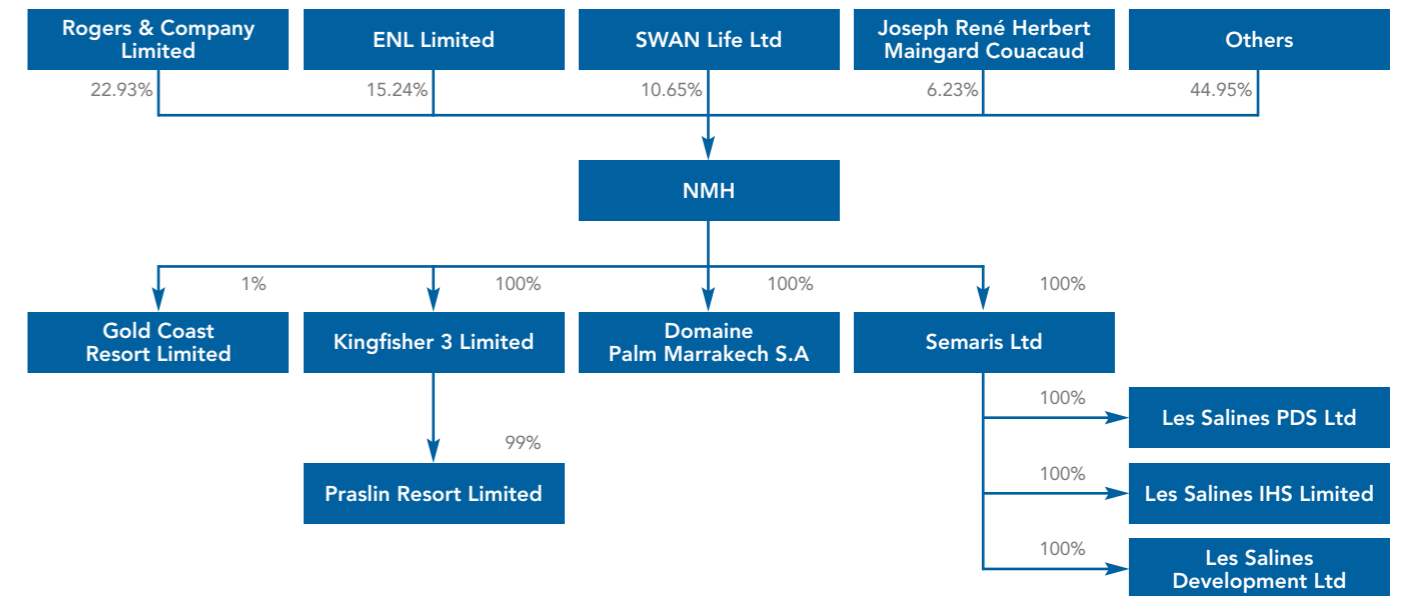 Rogers & Company
Limited
ENL Limited
SWAN Life Ltd
Joseph René Herbert
Maingard Couacaud
Others
22.93%
15.24%
10.65%
6.23%
44.95%
NMH
1%
100%
100%
100%
Gold Coast
Resort Limited
Kingfisher 3 Limited
Domaine
Palm Marrakech S.A
Semaris Ltd
100%
Les Salines PDS Ltd
99%
Praslin Resort Limited
100%
Les Salines IHS Limited
100%
Les Salines
Development Ltd